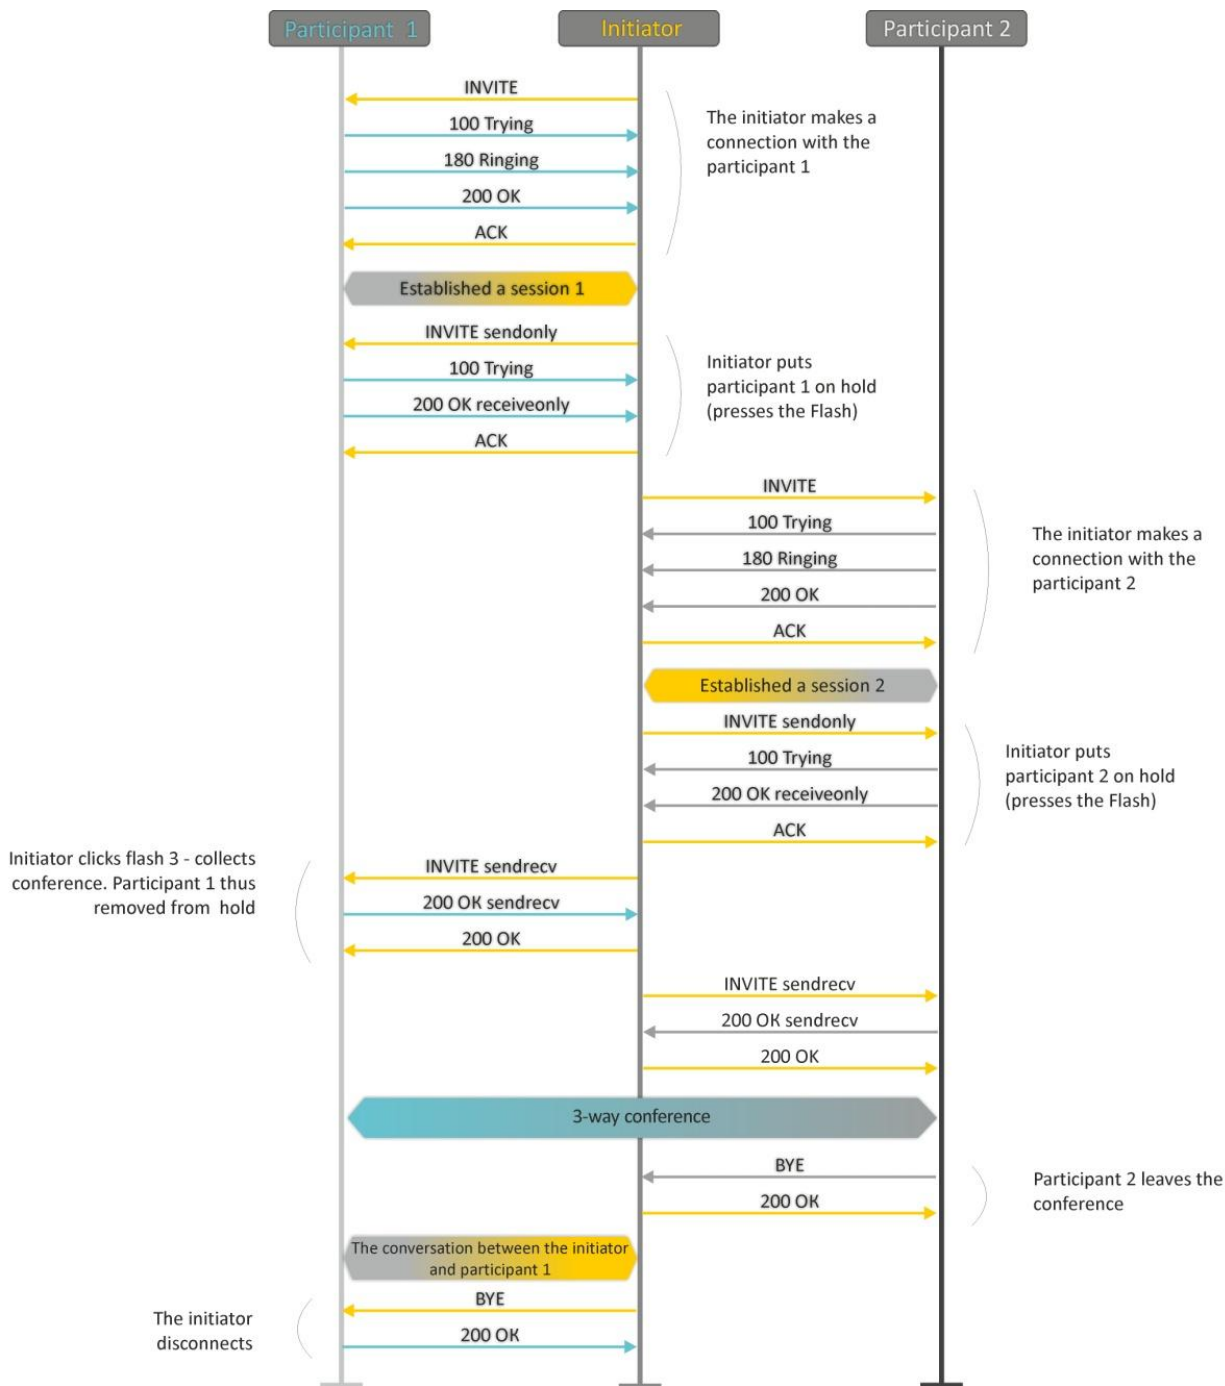 Participant 1
Initiator
Participant 2
INVITE
100 Trying
180 Ringing
200 OK
ACK
The initiator makes a
connection with the
participant 1
Established a session 1
INVITE sendonly
100 Trying
200 OK receiveonly
ACK
Initiator puts
participant 1 on hold
(presses the Flash)
INVITE
100 Trying
180 Ringing
200 OK
ACK
The initiator makes a
connection with the
participant 2
Established a session 2
INVITE sendonly
100 Trying
200 OK receiveonly
ACK
Initiator puts
participant 2 on hold
(presses the Flash)
Initiator clicks flash 3 - collects
conference. Participant 1 thus
removed from hold
INVITE sendrecv
200 OK sendrecv
200 OK
INVITE sendrecv
200 OK sendrecv
200 OK
3-way conference
BYE
200 OK
Participant 2 leaves the
conference
The conversation between the initiator
and participant 1
The initiator
disconnects
BYE
200 OK